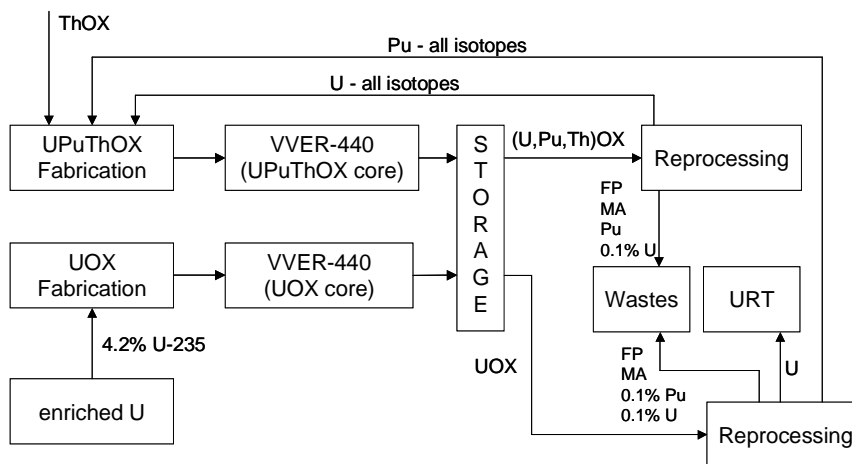 ThOX
Pu - all isotopes
U - all isotopes
UPuThOX
Fabrication
VVER-440
(UPuThOX core)
S
T
O
R
A
G
E
(U,Pu,Th)OX
Reprocessing
FP
MA
Pu
0.1% U
UOX
Fabrication
VVER-440
(UOX core)
Wastes
URT
4.2% U-235
UOX
FP
MA
0.1% Pu
0.1% U
U
enriched U
Reprocessing